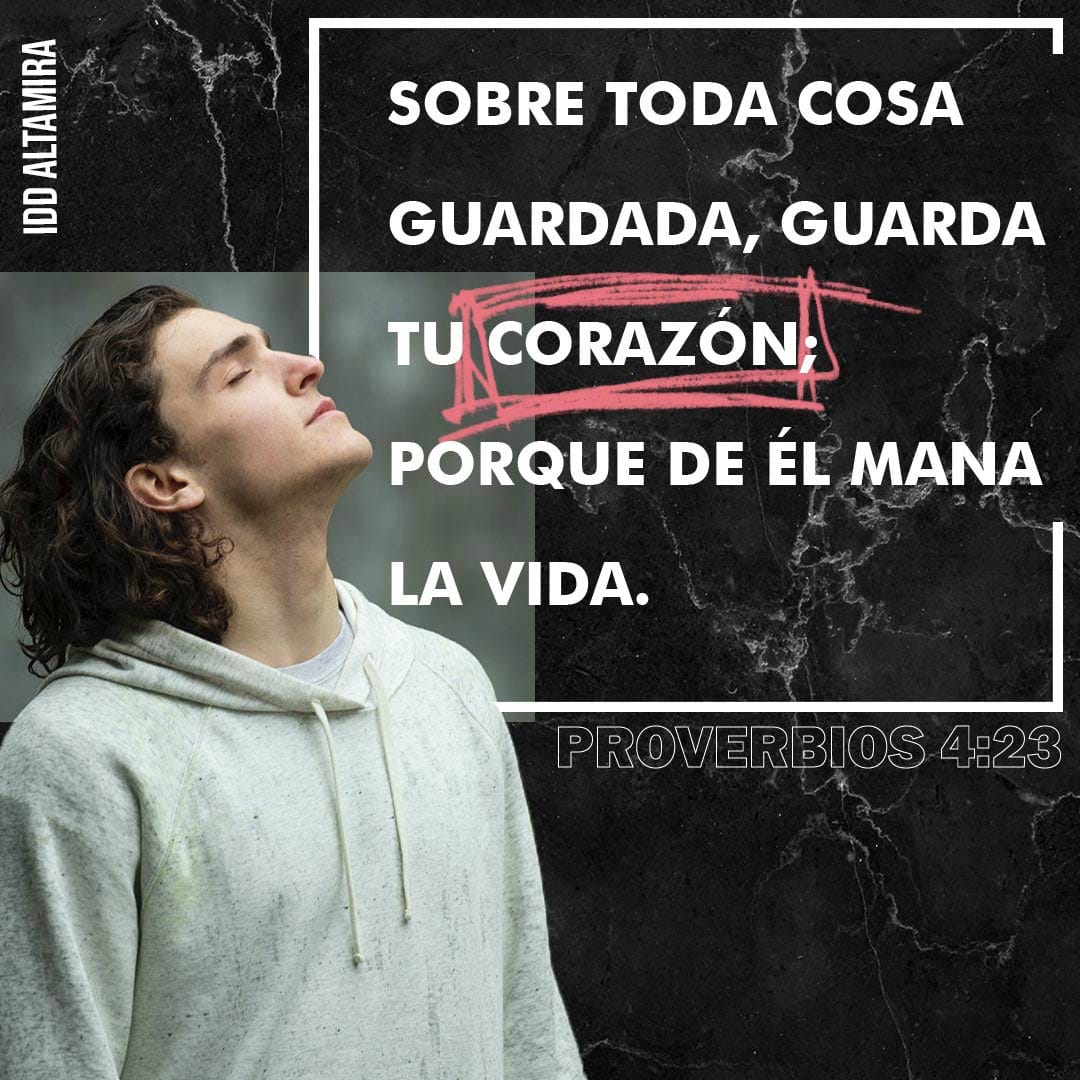 IDD ALTAMIRA
SOBRE TODA COSA
GUARDADA, GUARDA
TU CORAZÓN;
PORQUE DE ÉL MANA
LA VIDA.
PROVERBIOS 4:23